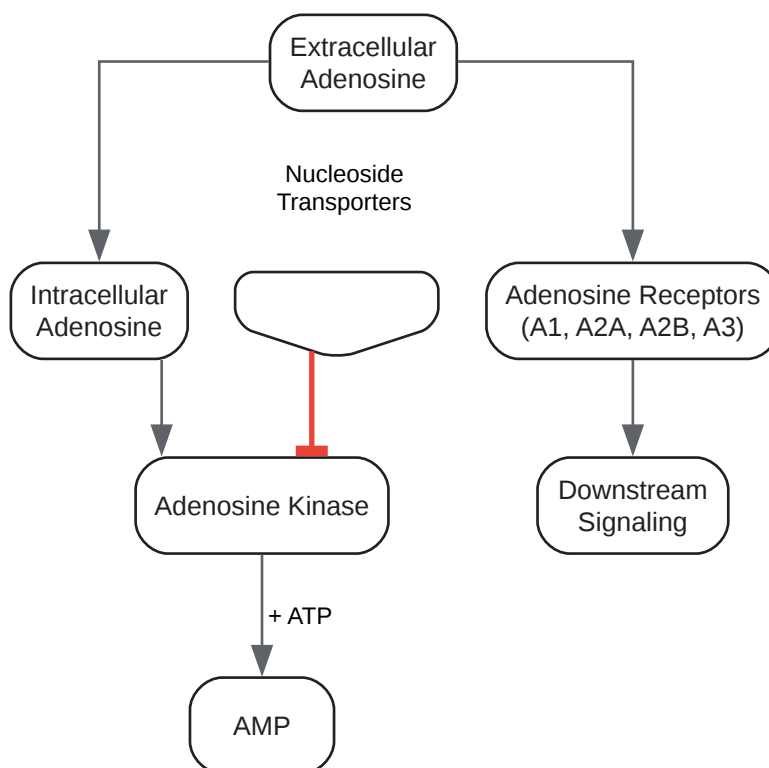 Extracellular
Adenosine
Nucleoside
Transporters
Intracellular
Adenosine
Adenosine Receptors
(A1, A2A, A2B, A3)
Adenosine Kinase
Downstream
Signaling
+ ATP
AMP